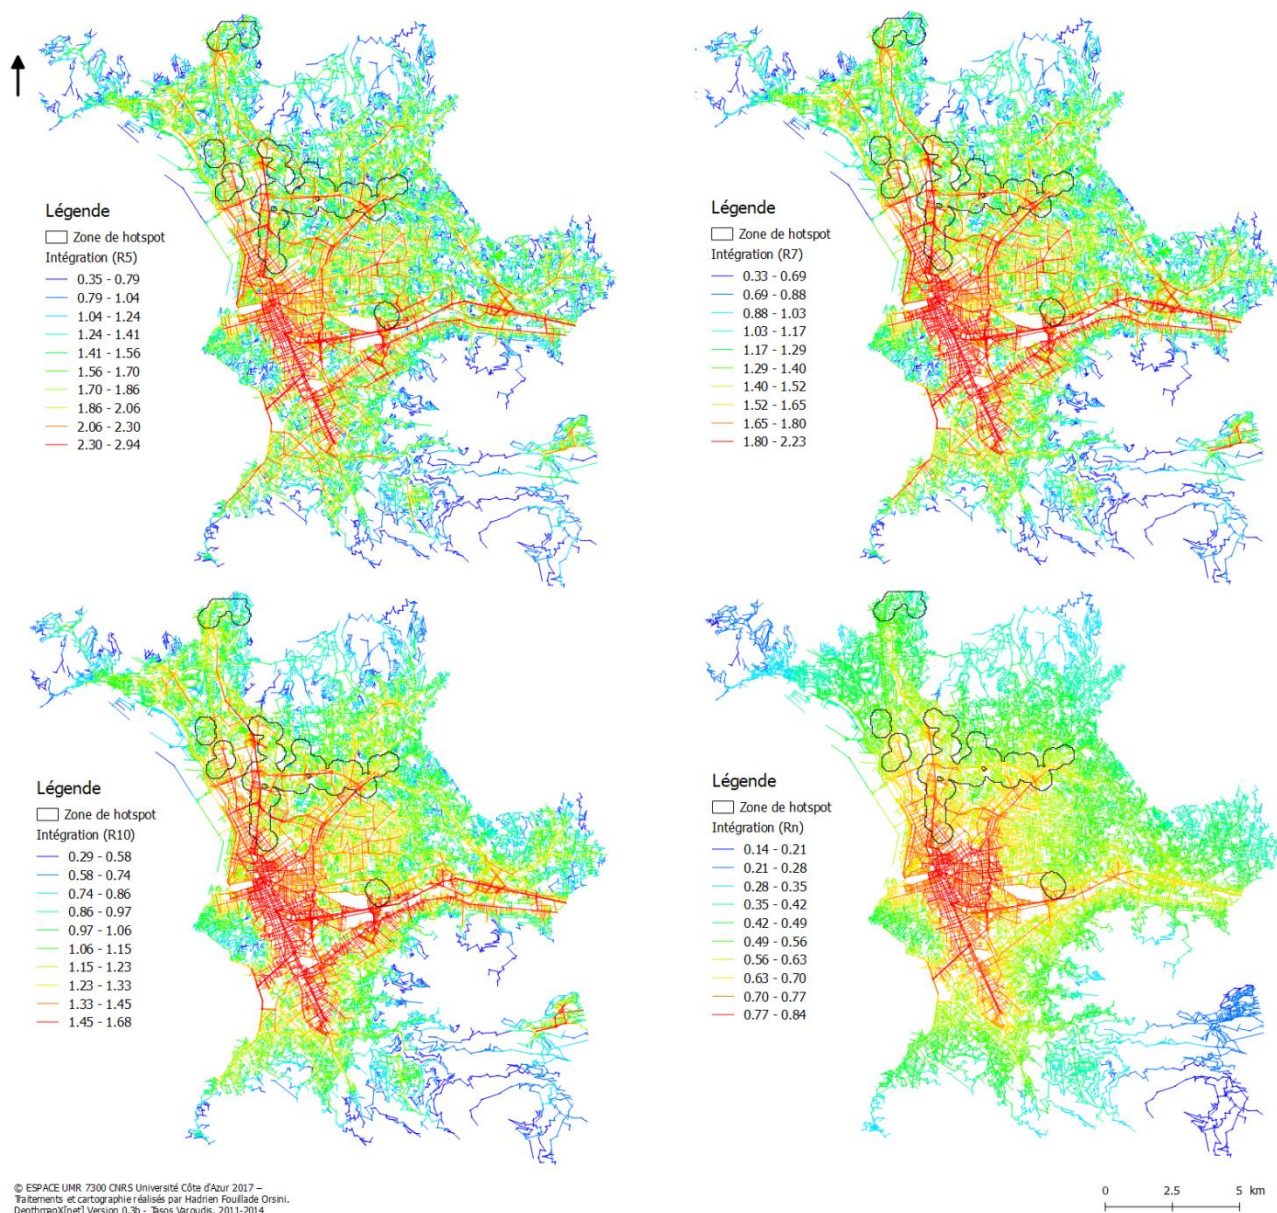 Légende
Zone de hotspot
Intégration (R5)
0.35 - 0.79
0.79 - 1.04
1.04 - 1.24
1.24 - 1.41
1.41 - 1.56
1.56 - 1.70
1.70 - 1.86
1.86 - 2.06
2.06 - 2.30
2.30 - 2.94
Légende
Zone de hotspot
Intégration (R7)
0.33 - 0.69
0.69 - 0.88
0.88 - 1.03
1.03 - 1.17
1.17 - 1.29
1.29 - 1.40
1.40 - 1.52
1.52 - 1.65
1.65 - 1.80
1.80 - 2.23
Légende
Zone de hotspot
Intégration (R10)
0.29 - 0.58
0.58 - 0.74
0.74 - 0.86
0.86 - 0.97
0.97 - 1.06
1.06 - 1.15
1.15 - 1.23
1.23 - 1.33
1.33 - 1.45
1.45 - 1.68
Légende
Zone de hotspot
Intégration (Rn)
0.14 - 0.21
0.21 - 0.28
0.28 - 0.35
0.35 - 0.42
0.42 - 0.49
0.49 - 0.56
0.56 - 0.63
0.63 - 0.70
0.70 - 0.77
0.77 - 0.84
© ESPACE UMR 7300 CNRS Université Côte d'Azur 2017 –
Traitements et cartographie réalisés par Hadrien Fouillade Orsini.
DepthmapX[net] Version 0.3b - Tasos Varoudis, 2011-2014
0 2.5 5 km